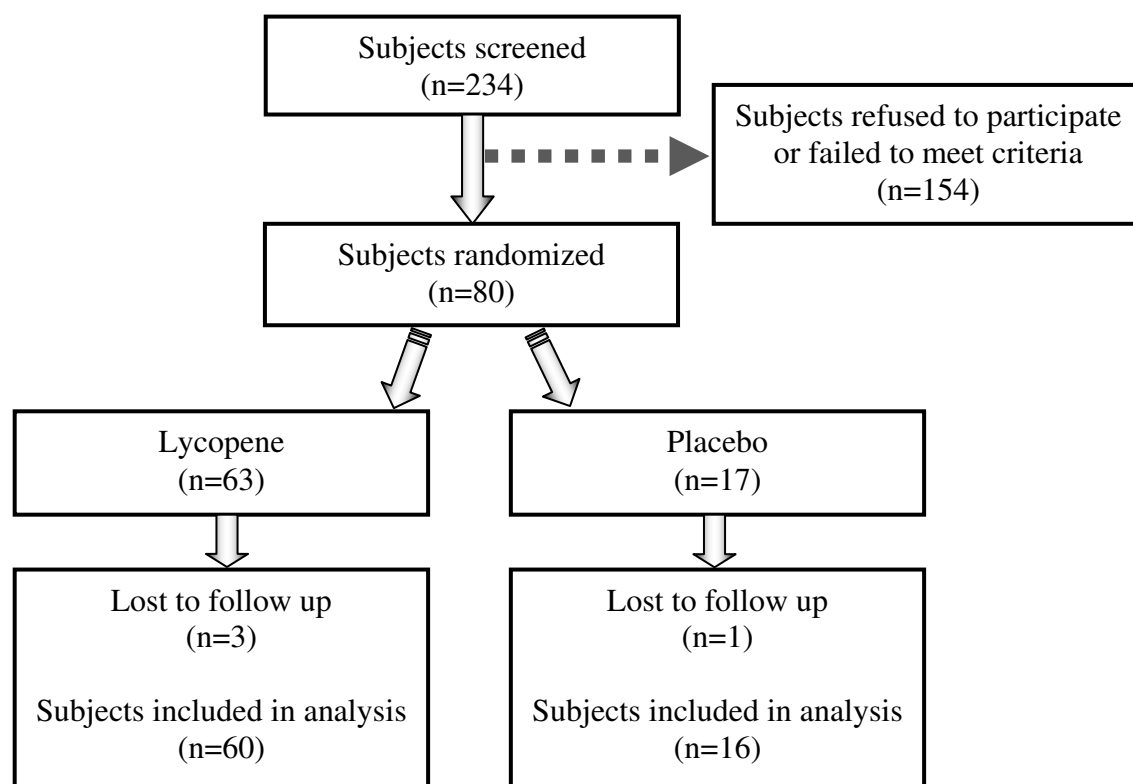 Subjects screened
(n=234)
Subjects refused to participate
or failed to meet criteria
(n=154)
Subjects randomized
(n=80)
Lycopene
(n=63)
Placebo
(n=17)
Lost to follow up
(n=3)
Subjects included in analysis
(n=60)
Lost to follow up
(n=1)
Subjects included in analysis
(n=16)